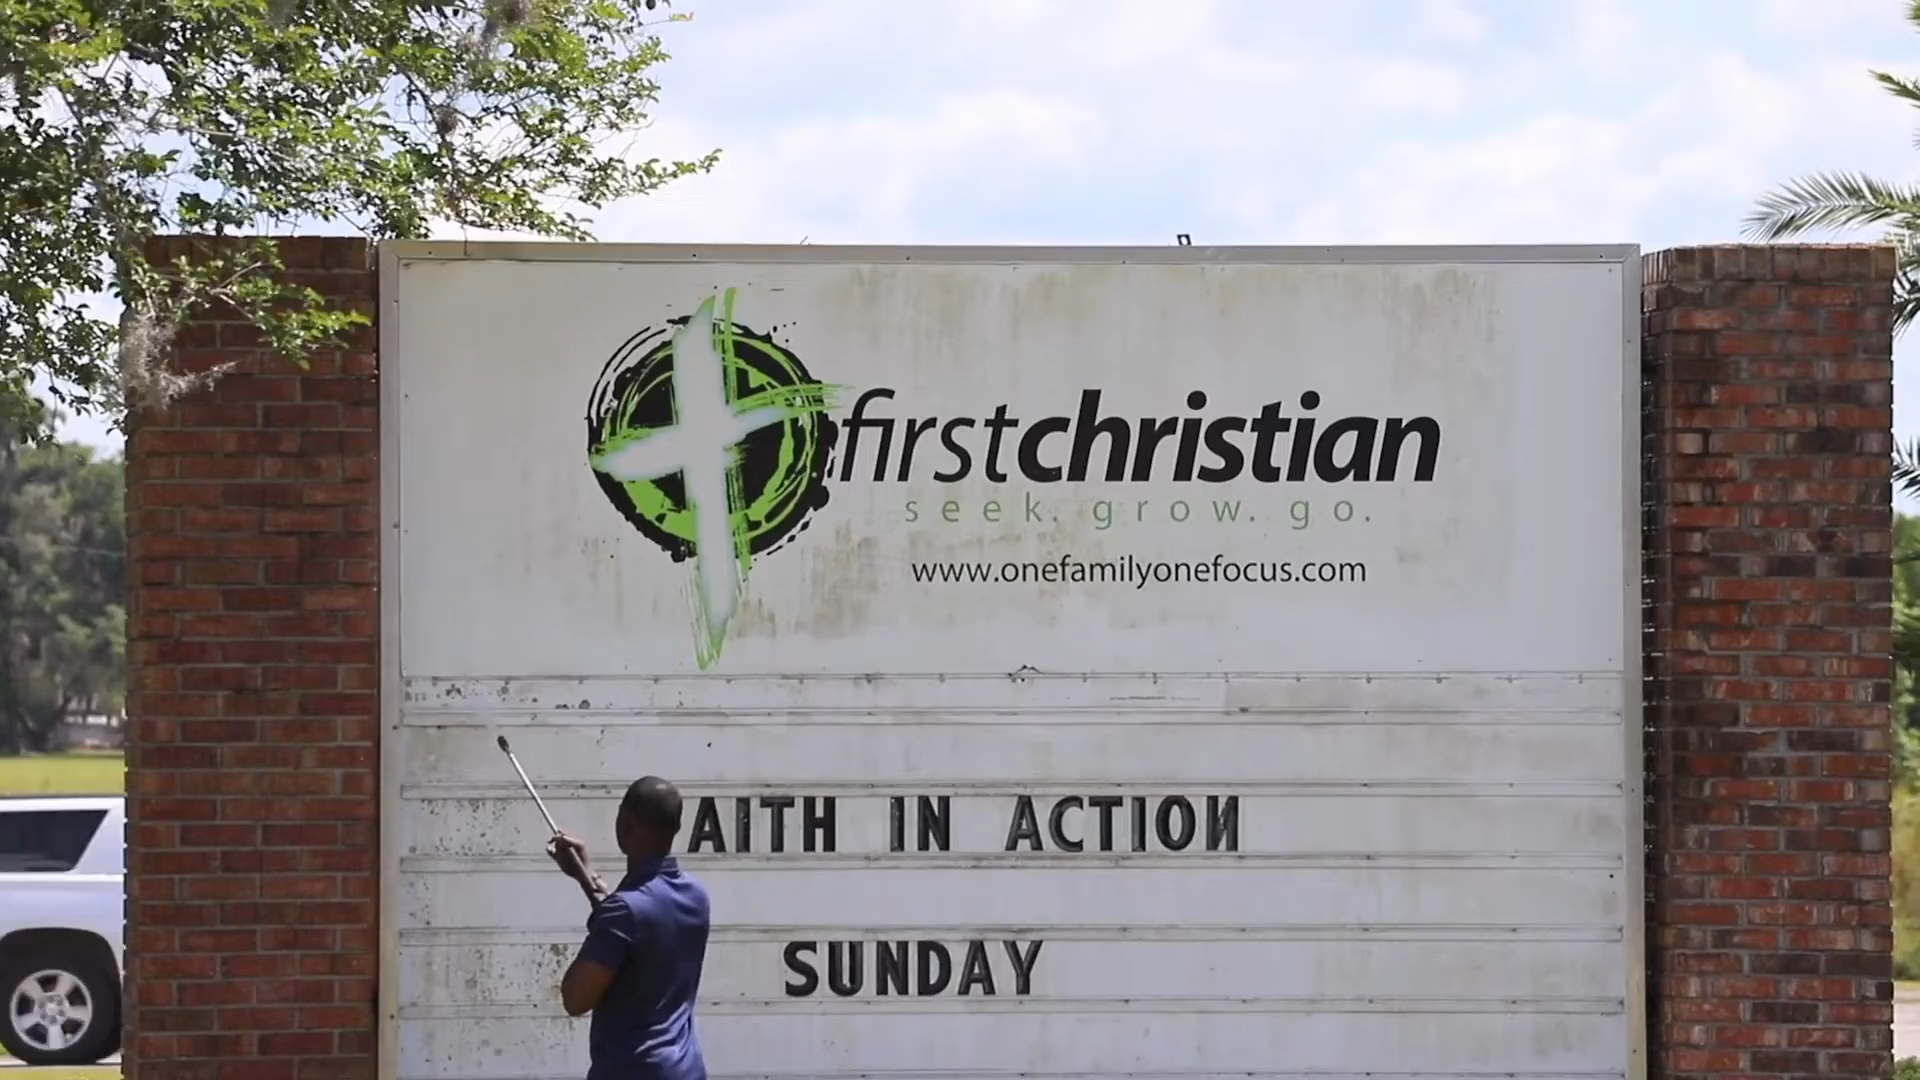 firstchristian
seek. grow. go.
www.onefamilyonefocus.com
AITH IN ACTION
SUNDAY